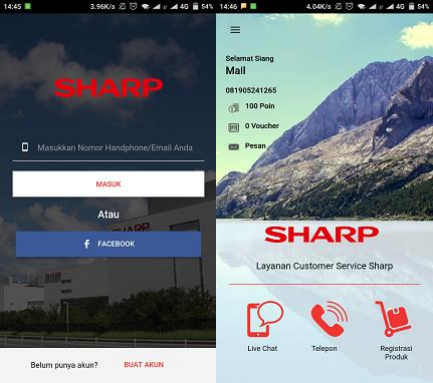 14:45
3.96K/s
4G
54%
SHARP
Masukkan Nomor Handphone/Email Anda
MASUK
Atau
FACEBOOK
SHARP
Belum punya akun?
BUAT AKUN
14:46
4.04K/s
4G
54%
Selamat Siang
Mail
081905241265
100 Poin
0 Voucher
Pesan
SHARP
Layanan Customer Service Sharp
Live Chat
Telepon
Registrasi
Produk